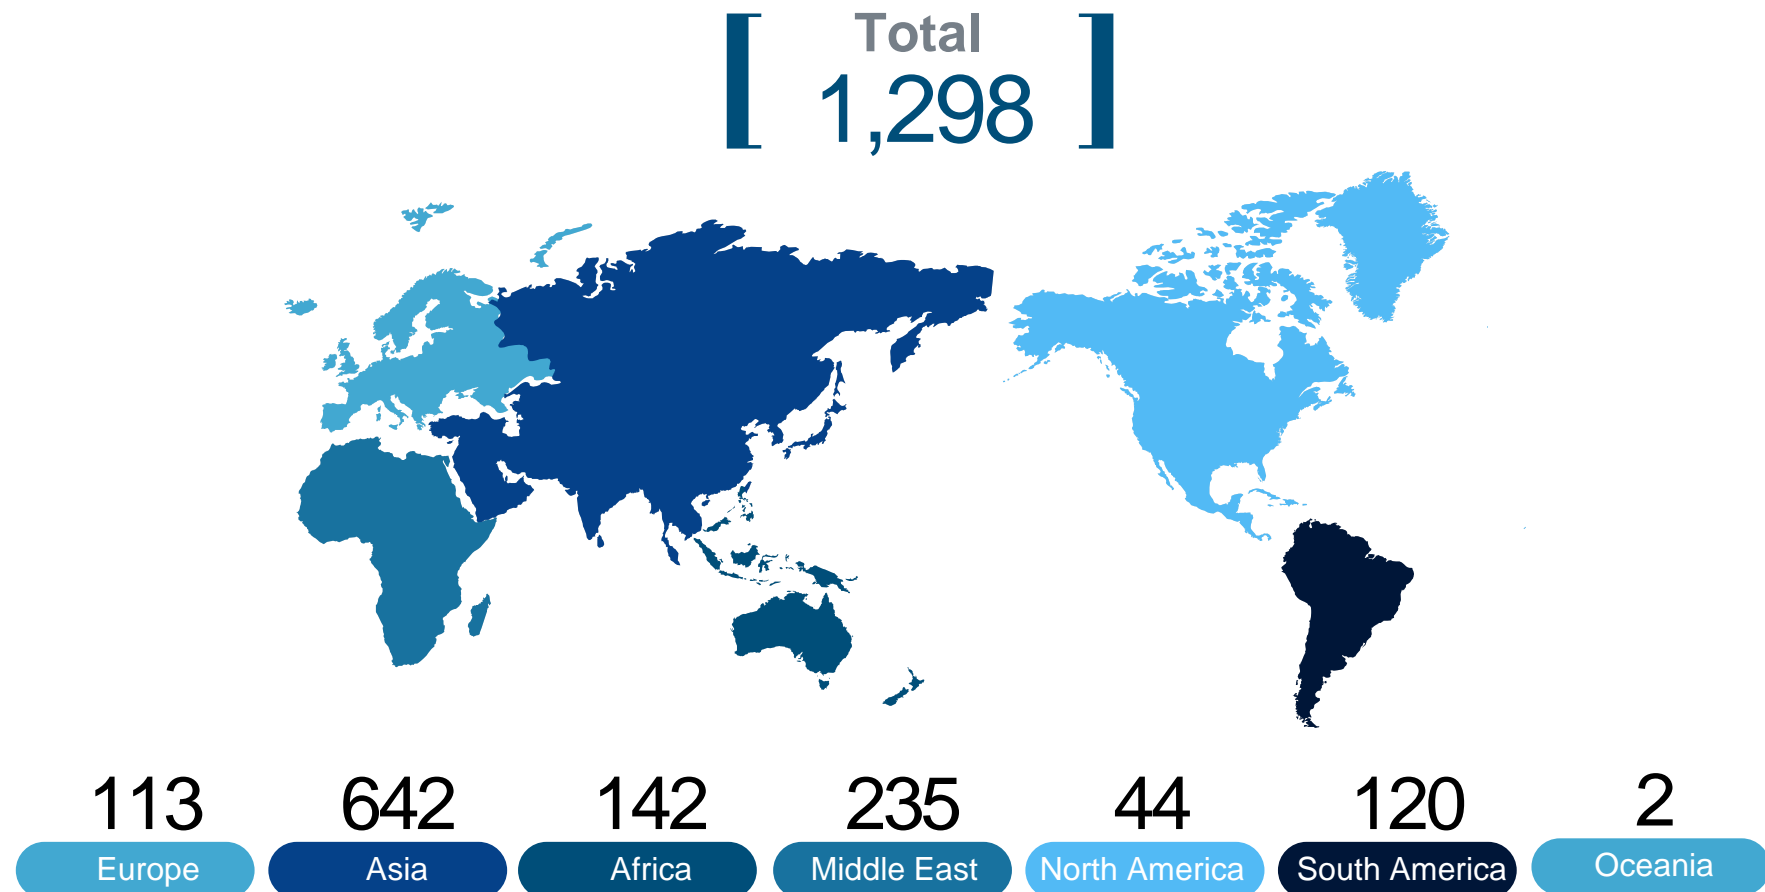 Total
[ 1,298 ]
113 642 142 235 44 120 2
Europe Asia Africa Middle East North America South America Oceania